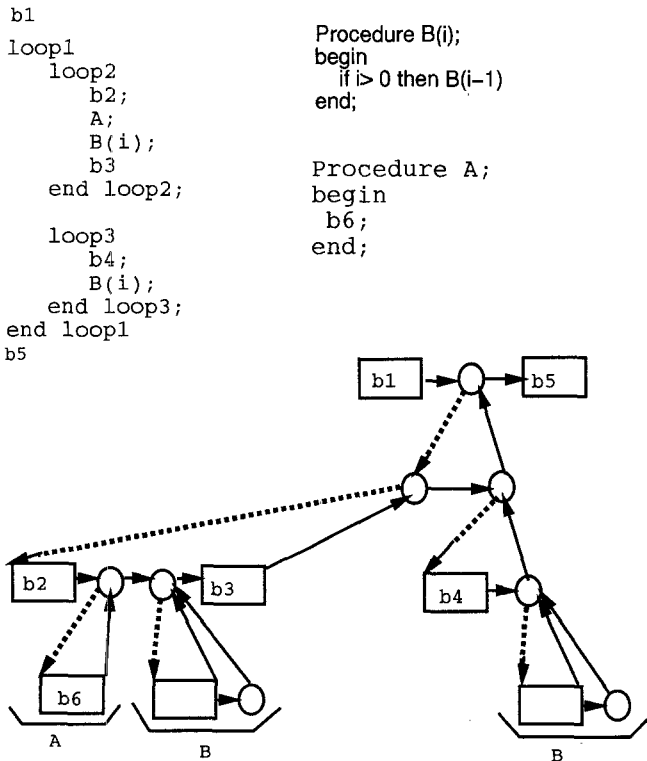 b1
loop1
loop2
b2;
A;
B(i);
b3
end loop2;
loop3
b4;
B(i);
end loop3;
end loop1
b5
Procedure B(i);
begin
if i> 0 then B(i–1)
end;
Procedure A;
begin
b6;
end;
b1
b5
b2
b3
b4
b6
A
B
B